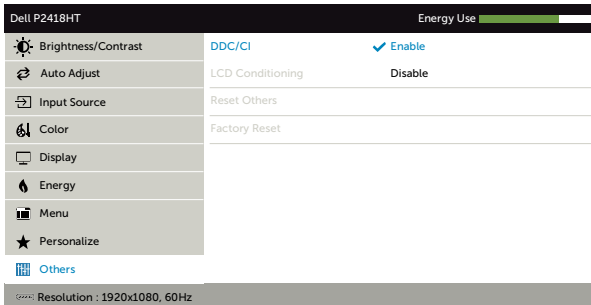 Dell P2418HT Energy Use
Brightness/Contrast DDC/CI Enable
Auto Adjust LCD Conditioning Disable
Input Source Reset Others
Color Factory Reset
Display
Energy
Menu
Personalize
Others
Resolution : 1920x1080, 60Hz